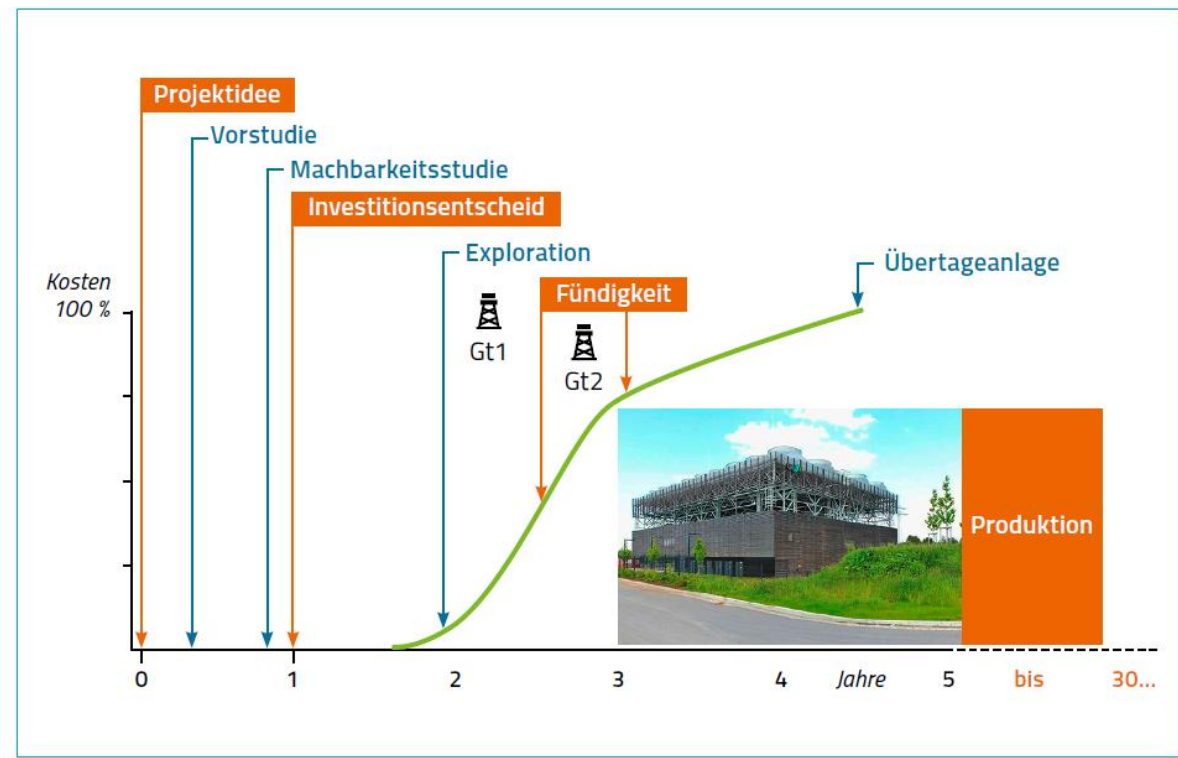 Projektidee
Vorstudie
Machbarkeitsstudie
Investitionsentscheid
Exploration
Übertageanlage
Kosten
100 %
Fündigkeit
Gt1
Gt2
Produktion
0 1 2 3 4 Jahre 5 bis 30...